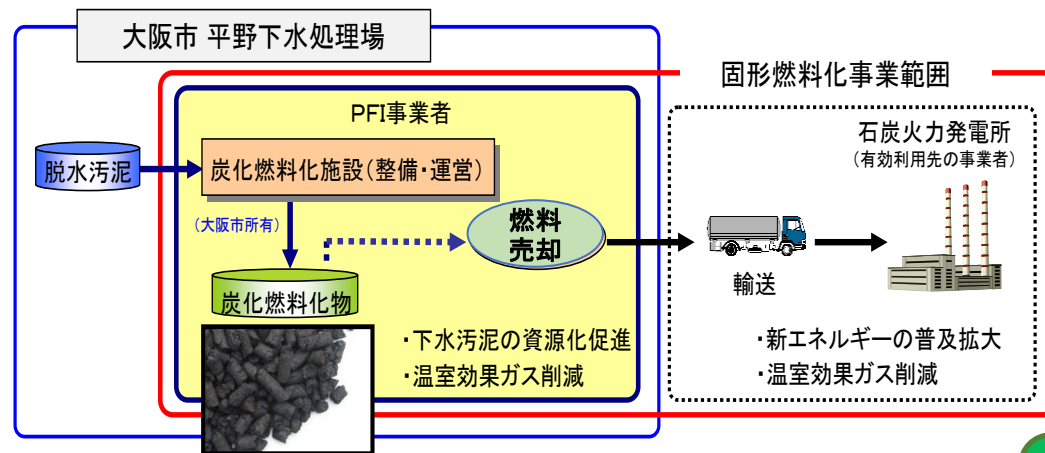 大阪市 平野下水処理場
固形燃料化事業範囲
PFI事業者
石炭火力発電所
(有効利用先の事業者)
脱水汚泥
炭化燃料化施設(整備・運営)
(大阪市所有)
燃料
売却
炭化燃料化物
輸送
・下水汚泥の資源化促進
・温室効果ガス削減
・新エネルギーの普及拡大
・温室効果ガス削減